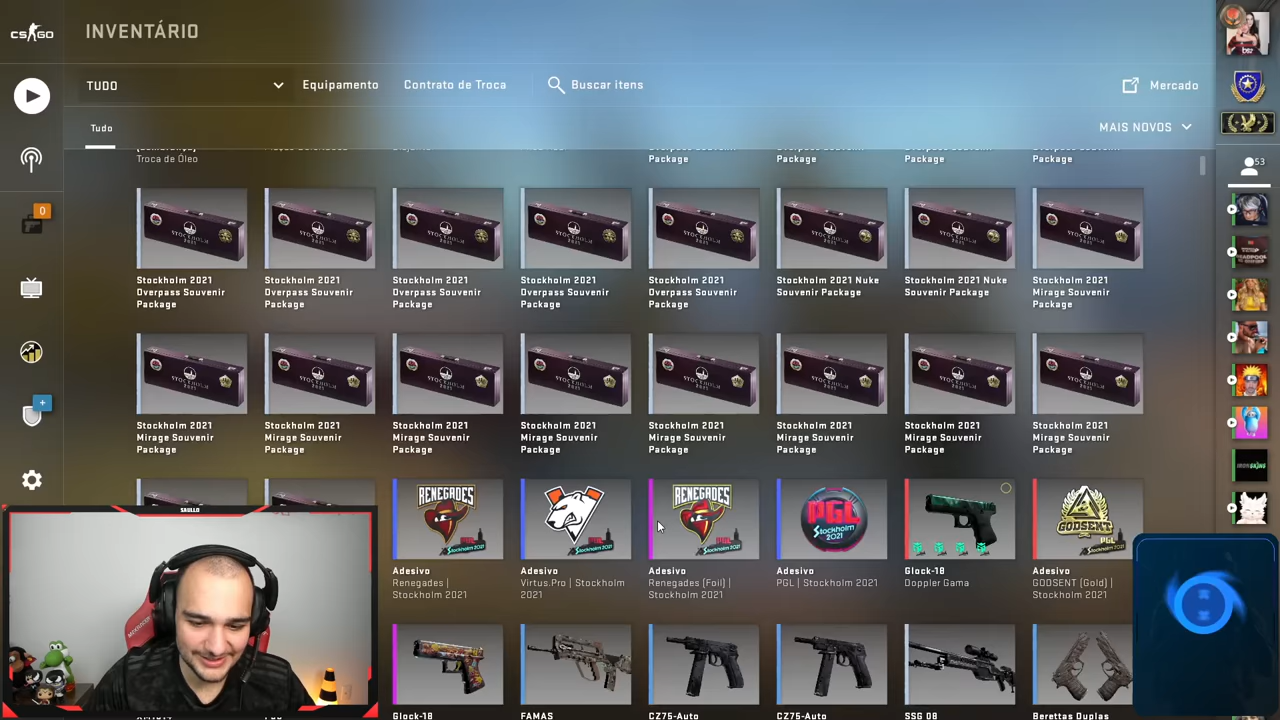 CS GO
INVENTÁRIO
TUDO
Equipamento
Contrato de Troca
Buscar itens
Mercado
Tudo
MAIS NOVOS
53
0
+
Troca de Óleo
Package
Package
Package
Package
Stockholm 2021
Overpass Souvenir
Package
Stockholm 2021
Overpass Souvenir
Package
Stockholm 2021
Overpass Souvenir
Package
Stockholm 2021
Overpass Souvenir
Package
Stockholm 2021
Overpass Souvenir
Package
Stockholm 2021 Nuke
Souvenir Package
Stockholm 2021 Nuke
Souvenir Package
Stockholm 2021
Mirage Souvenir
Package
Stockholm 2021
Mirage Souvenir
Package
Stockholm 2021
Mirage Souvenir
Package
Stockholm 2021
Mirage Souvenir
Package
Stockholm 2021
Mirage Souvenir
Package
Stockholm 2021
Mirage Souvenir
Package
Stockholm 2021
Mirage Souvenir
Package
Stockholm 2021
Mirage Souvenir
Package
Stockholm 2021
Mirage Souvenir
Package
RENEGADES
RENEGADES
PGL
Stockholm 2021
GODSENT
PGL
Adesivo
Renegades |
Stockholm 2021
Adesivo
Virtus.Pro | Stockholm
2021
Adesivo
Renegades (Foil) |
Stockholm 2021
Adesivo
PGL | Stockholm 2021
Glock-18
Doppler Gama
Adesivo
GODSENT (Gold) |
Stockholm 2021
SAULLO
Glock-18
FAMAS
CZ75-Auto
CZ75-Auto
SSG 08
Berettas Duplas